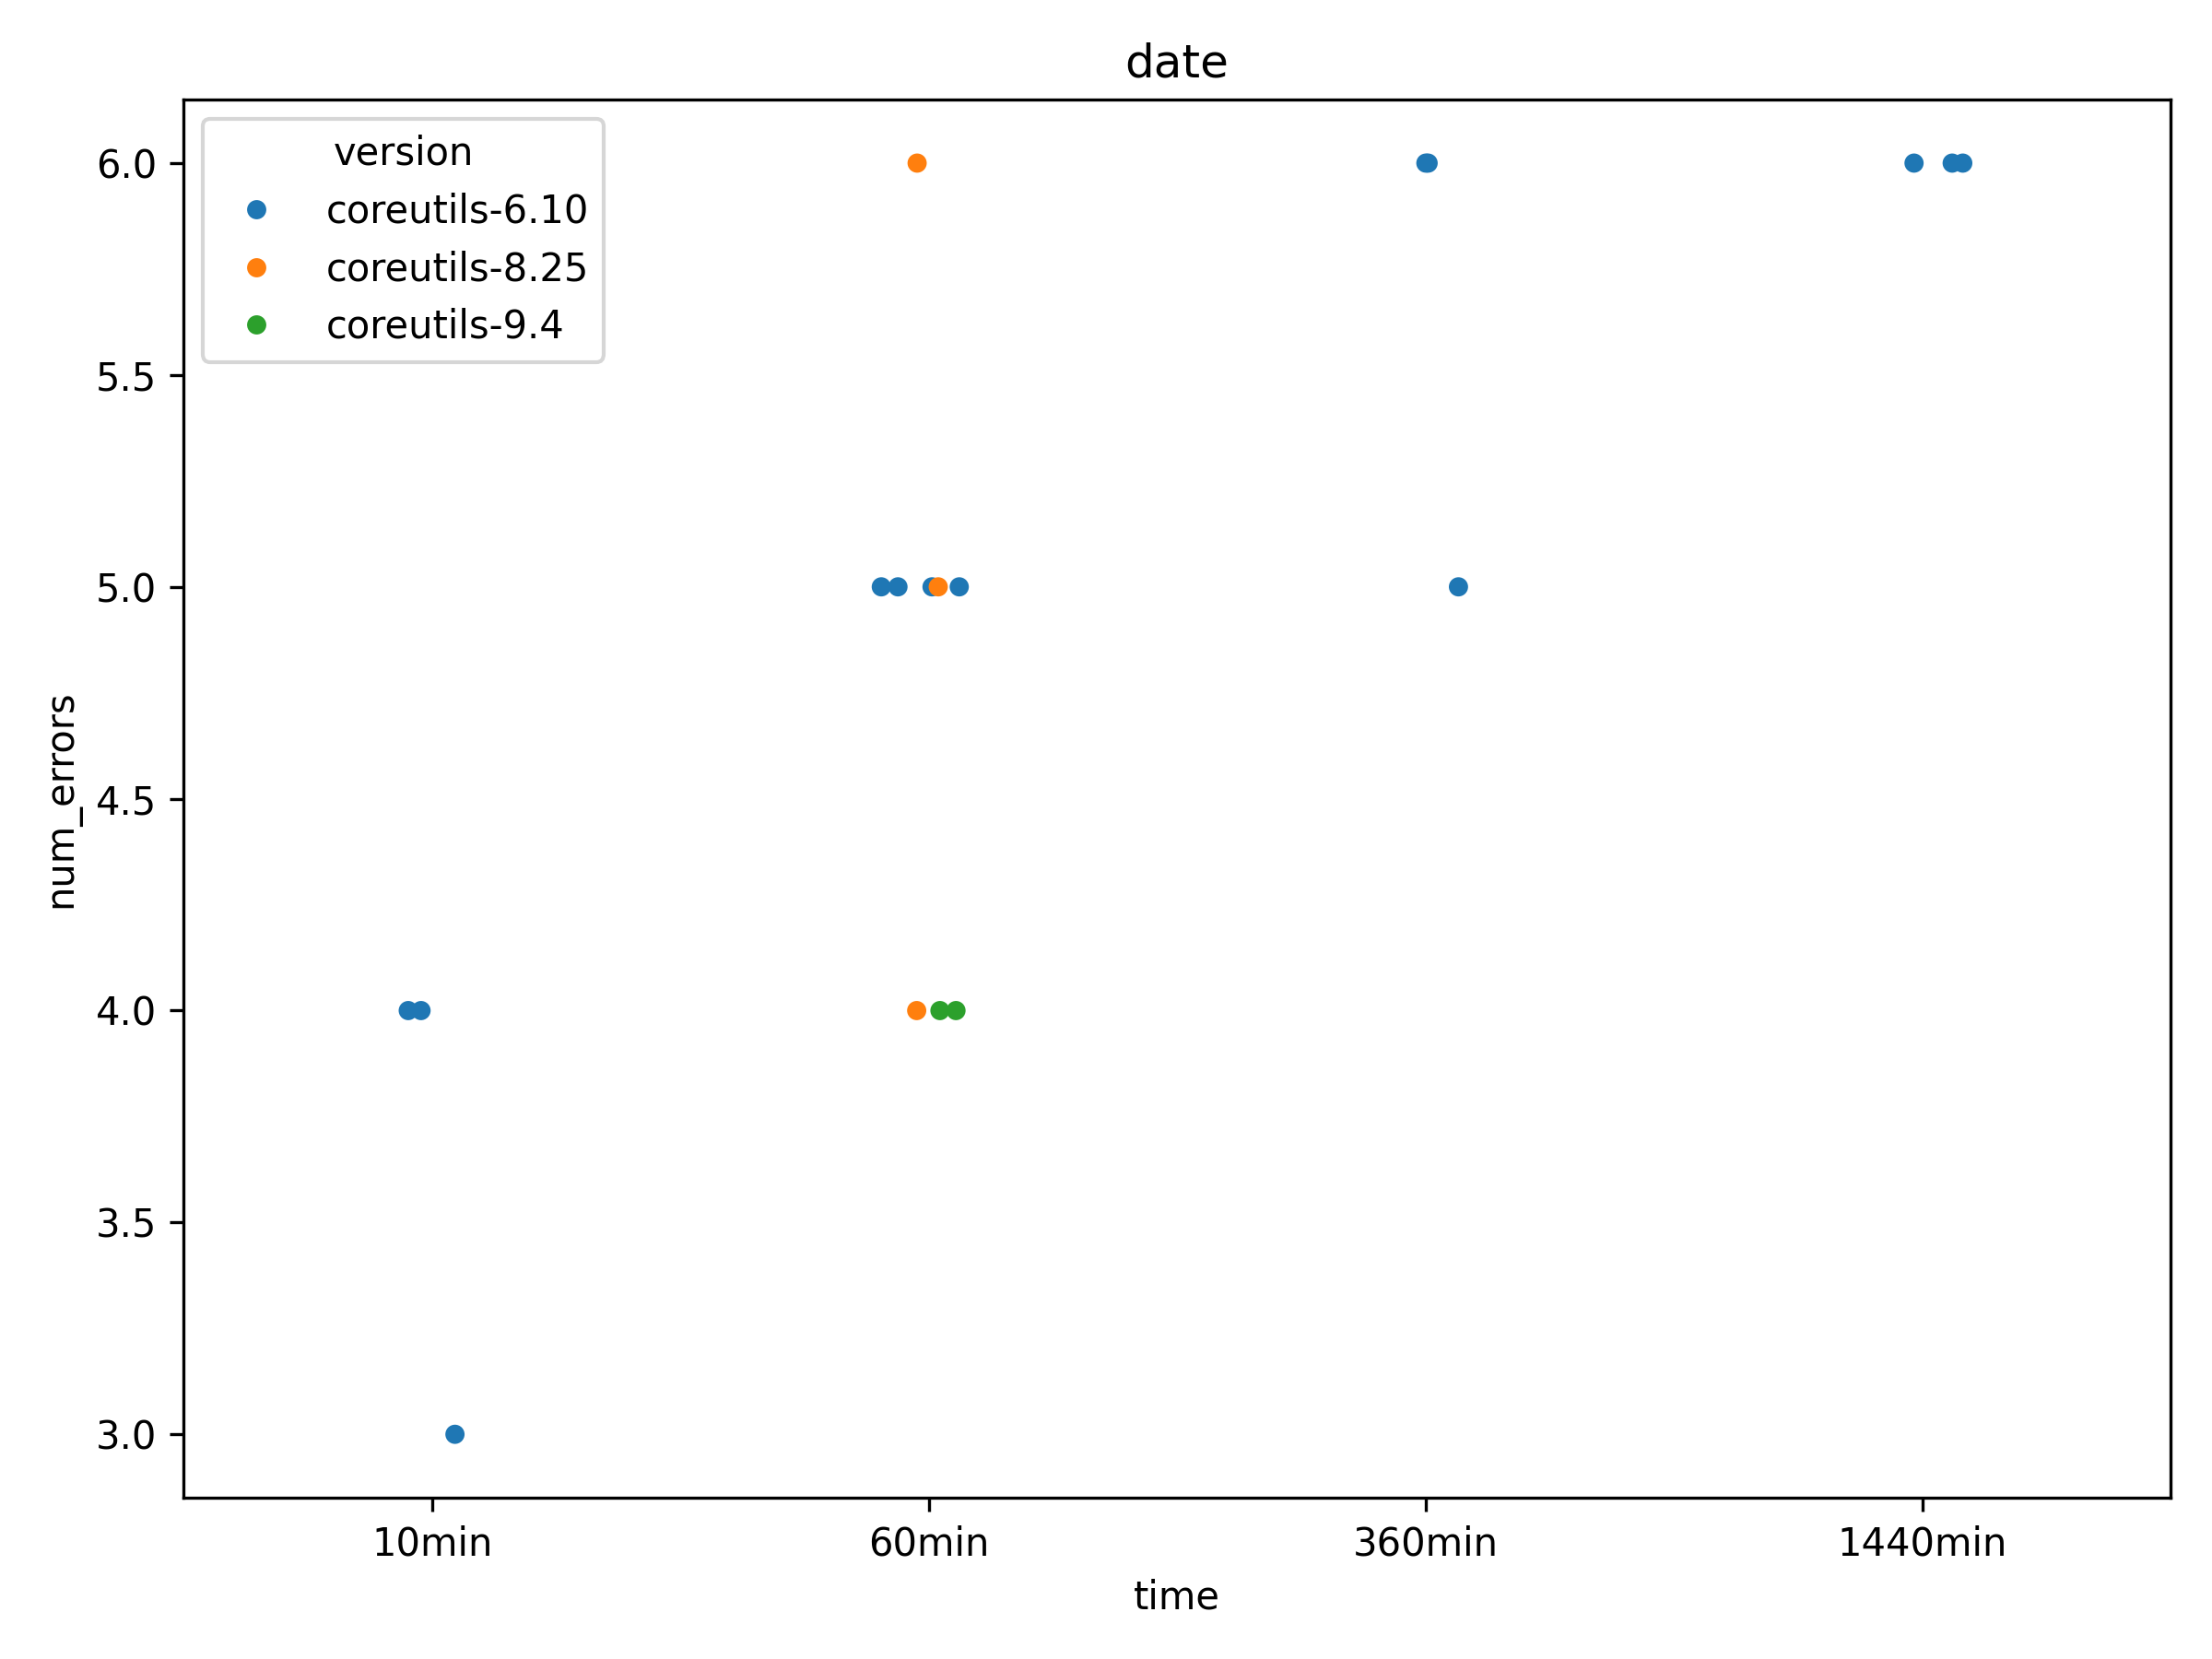 date
version
coreutils-6.10
coreutils-8.25
coreutils-9.4
6.0
5.5
5.0
4.5
4.0
3.5
3.0
num_errors
10min
60min
360min
1440min
time